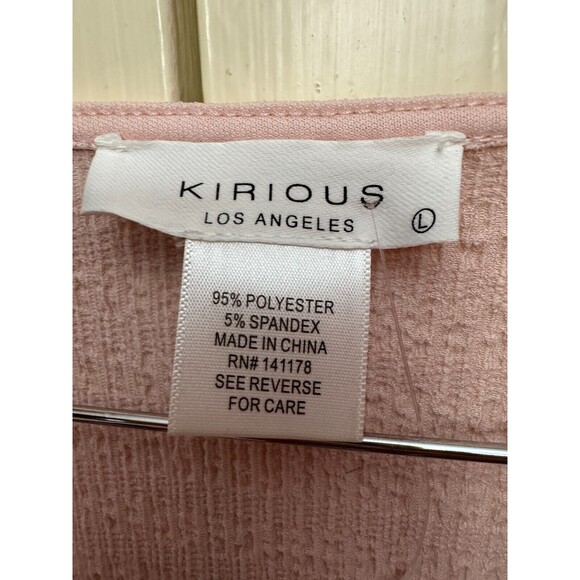 KIRIOUS
LOS ANGELES
L
95% POLYESTER
5% SPANDEX
MADE IN CHINA
RN# 141178
SEE REVERSE
FOR CARE